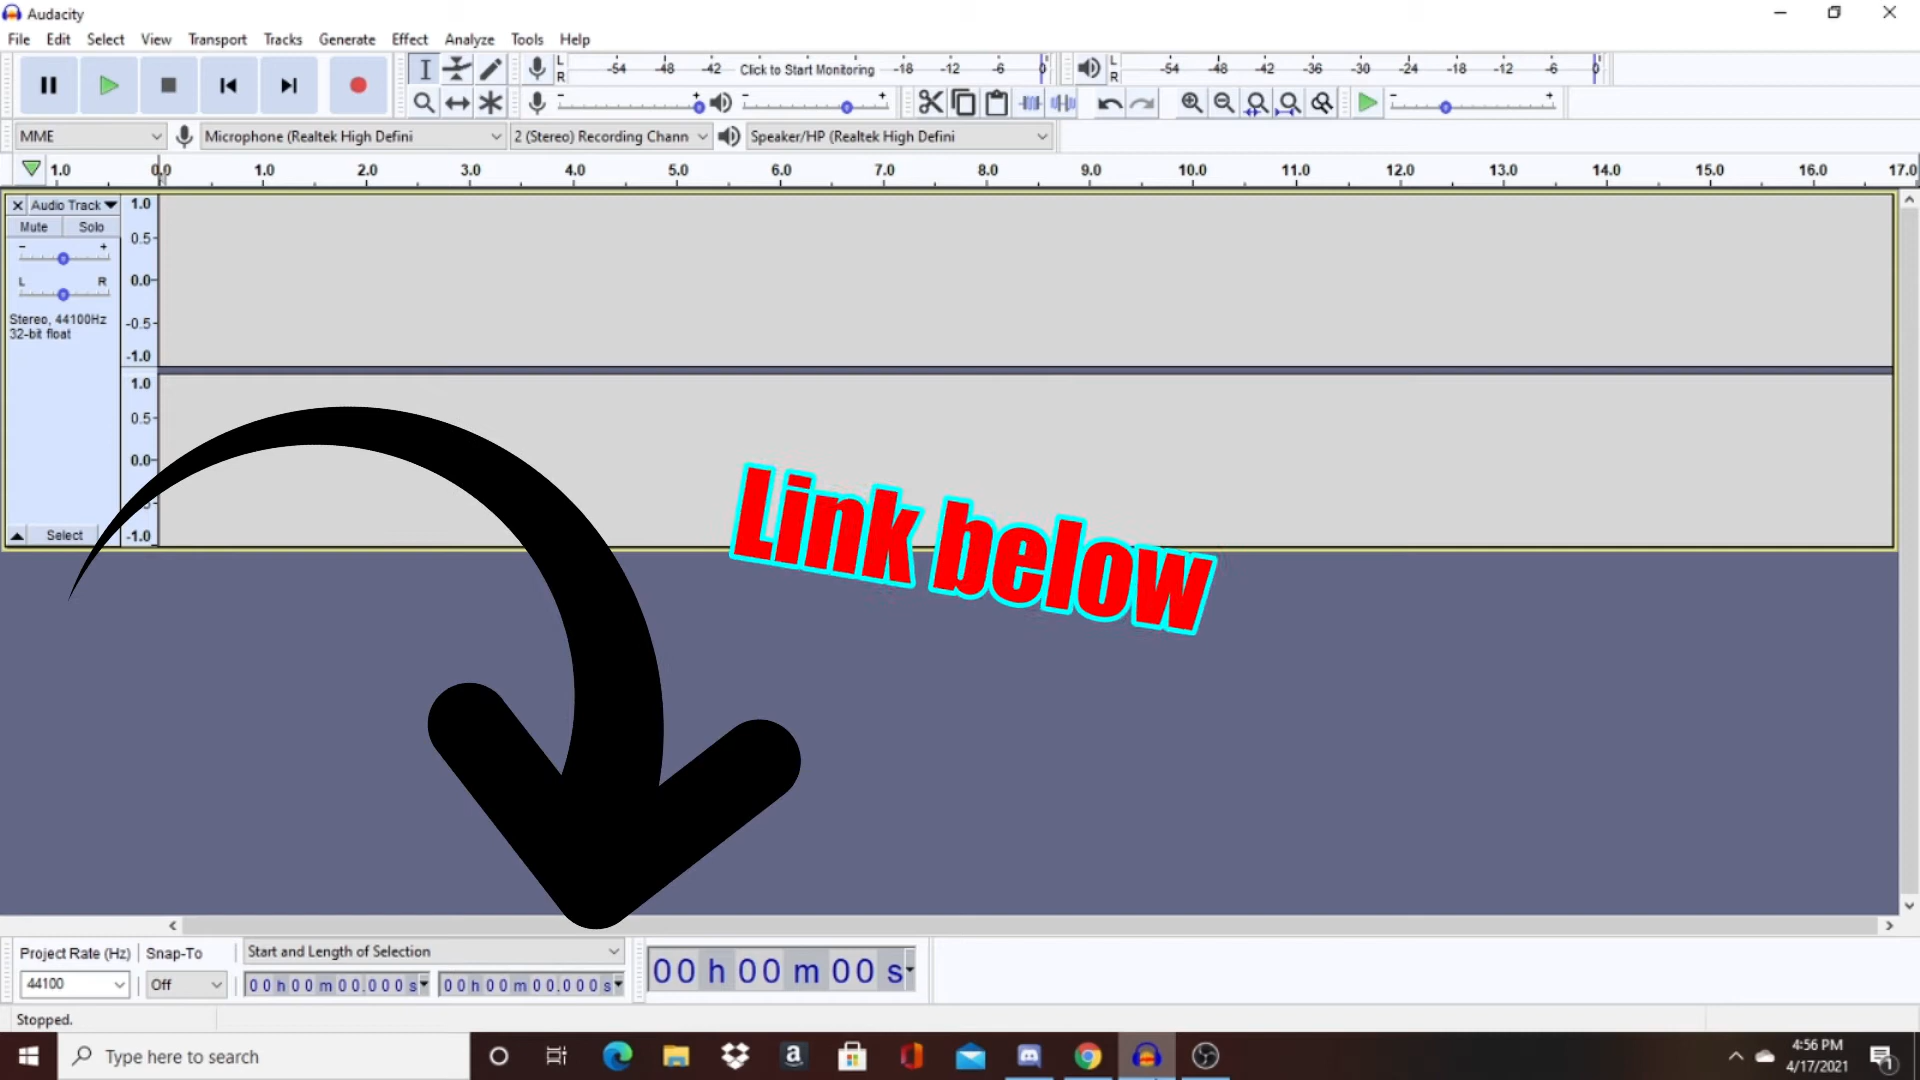 Audacity
File Edit Select View Transport Tracks Generate Effect Analyze Tools Help
L R -54 -48 -42 Click to Start Monitoring -18 -12 -6 0 L R -54 -48 -42 -36 -30 -24 -18 -12 -6 0
MME Microphone (Realtek High Defini 2 (Stereo) Recording Chann Speaker/HP (Realtek High Defini
1.0 0.0 1.0 2.0 3.0 4.0 5.0 6.0 7.0 8.0 9.0 10.0 11.0 12.0 13.0 14.0 15.0 16.0 17.0
Audio Track 1.0
Mute Solo
0.5
- +
L R 0.0
Stereo, 44100Hz -0.5
32-bit float
-1.0
1.0
0.5
0.0
Select -1.0
Link below
Project Rate (Hz) Snap-To Start and Length of Selection
44100 Off 00 h 00 m 00.000 s 00 h 00 m 00.000 s 00 h 00 m 00 s
Stopped.
Type here to search
4:56 PM
4/17/2021
1